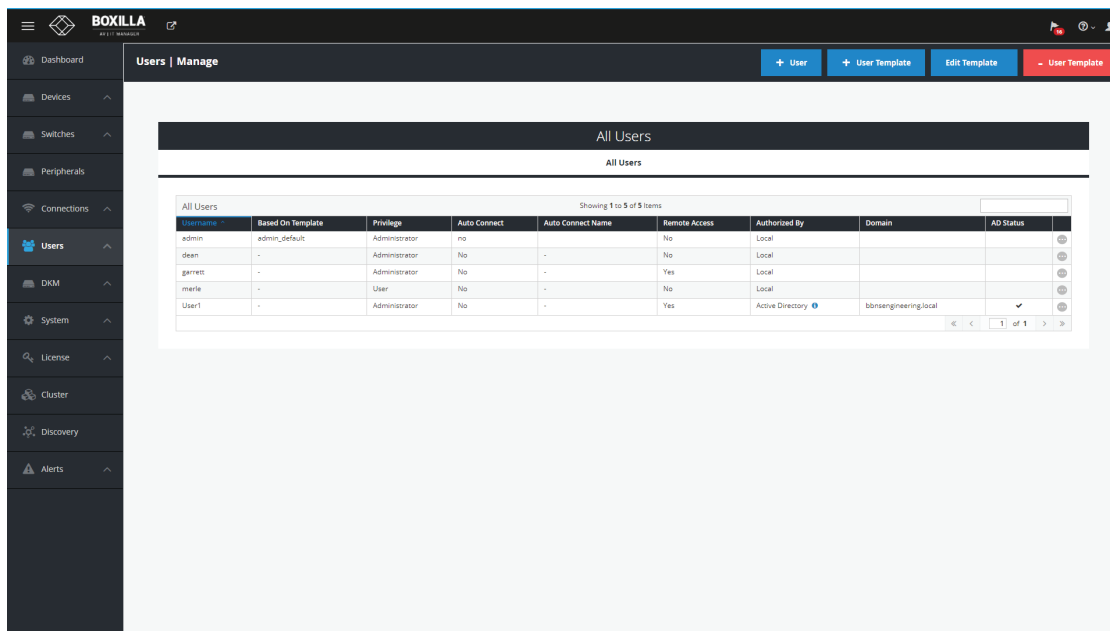 BOXILLA
AV | IT MANAGER
16
Dashboard
Devices
Switches
Peripherals
Connections
Users
DKM
System
License
Cluster
Discovery
Alerts
Users | Manage
+ User
+ User Template
Edit Template
- User Template
All Users
All Users
All Users Showing 1 to 5 of 5 Items
Username Based On Template Privilege Auto Connect Auto Connect Name Remote Access Authorized By Domain AD Status
admin admin_default Administrator no No Local
dean - Administrator No - No Local
garrett - Administrator No - Yes Local
merle - User No - No Local
User1 - Administrator No - Yes Active Directory bbnsengineering.local
« < 1 of 1 > »